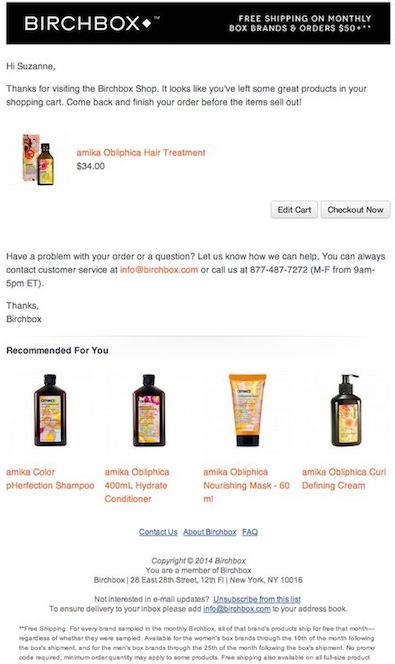 BIRCHBOX◆™
FREE SHIPPING ON MONTHLY
BOX BRANDS & ORDERS $50+**
Hi Suzanne,
Thanks for visiting the Birchbox Shop. It looks like you've left some great products in your
shopping cart. Come back and finish your order before the items sell out!
amika Obliphica Hair Treatment
$34.00
Edit Cart Checkout Now
Have a problem with your order or a question? Let us know how we can help. You can always
contact customer service at info@birchbox.com or call us at 877-487-7272 (M-F from 9am-
5pm ET).
Thanks,
Birchbox
Recommended For You
amika Color
pHerfection Shampoo
amika Obliphica
400mL Hydrate
Conditioner
amika Obliphica
Nourishing Mask - 60
ml
amika Obliphica Curl
Defining Cream
Contact Us About Birchbox FAQ
Copyright © 2014 Birchbox
You are a member of Birchbox
Birchbox | 28 East 28th Street, 12th Fl | New York, NY 10016
Not interested in e-mail updates? Unsubscribe from this list
To ensure delivery to your inbox please add info@birchbox.com to your address book.
**Free Shipping: For every brand sampled in the monthly Birchbox, all of that brand's products ship for free that month—
regardless of whether they were sampled. Available for the women's box brands through the 10th of the month following
the box's shipment, and for the men's box brands through the 25th of the month following the box's shipment. No promo
code required; minimum order quantity may apply to some products. Free shipping also available on all full-size product